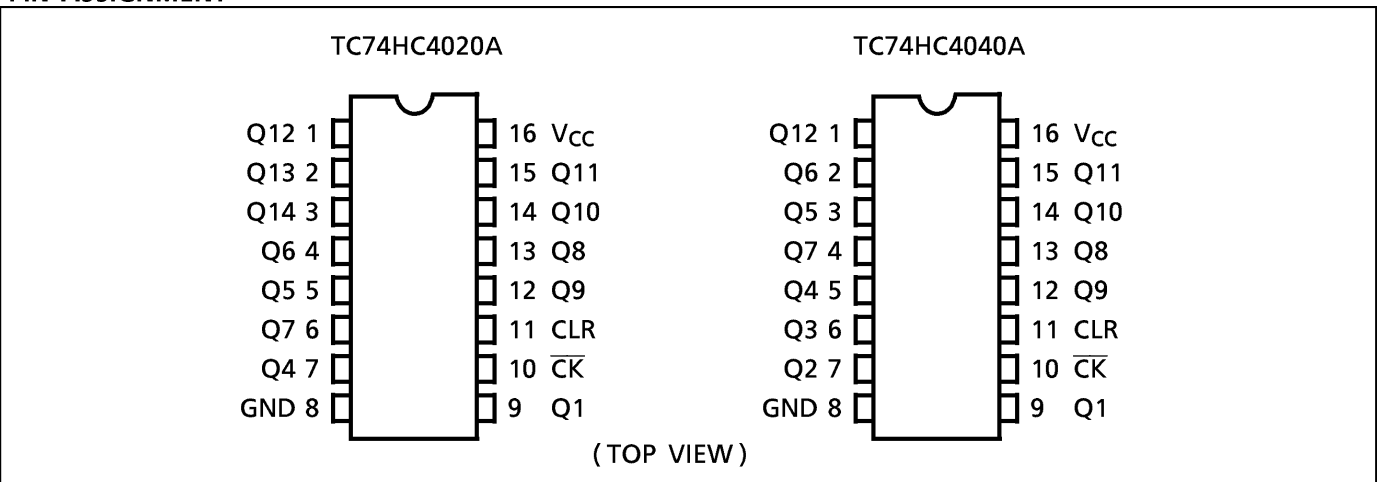 TC74HC4020A TC74HC4040A
Q12 1 16 VCC Q12 1 16 VCC
Q13 2 15 Q11 Q6 2 15 Q11
Q14 3 14 Q10 Q5 3 14 Q10
Q6 4 13 Q8 Q7 4 13 Q8
Q5 5 12 Q9 Q4 5 12 Q9
Q7 6 11 CLR Q3 6 11 CLR
Q4 7 10 C̅K̅ Q2 7 10 C̅K̅
GND 8 9 Q1 GND 8 9 Q1
(TOP VIEW)